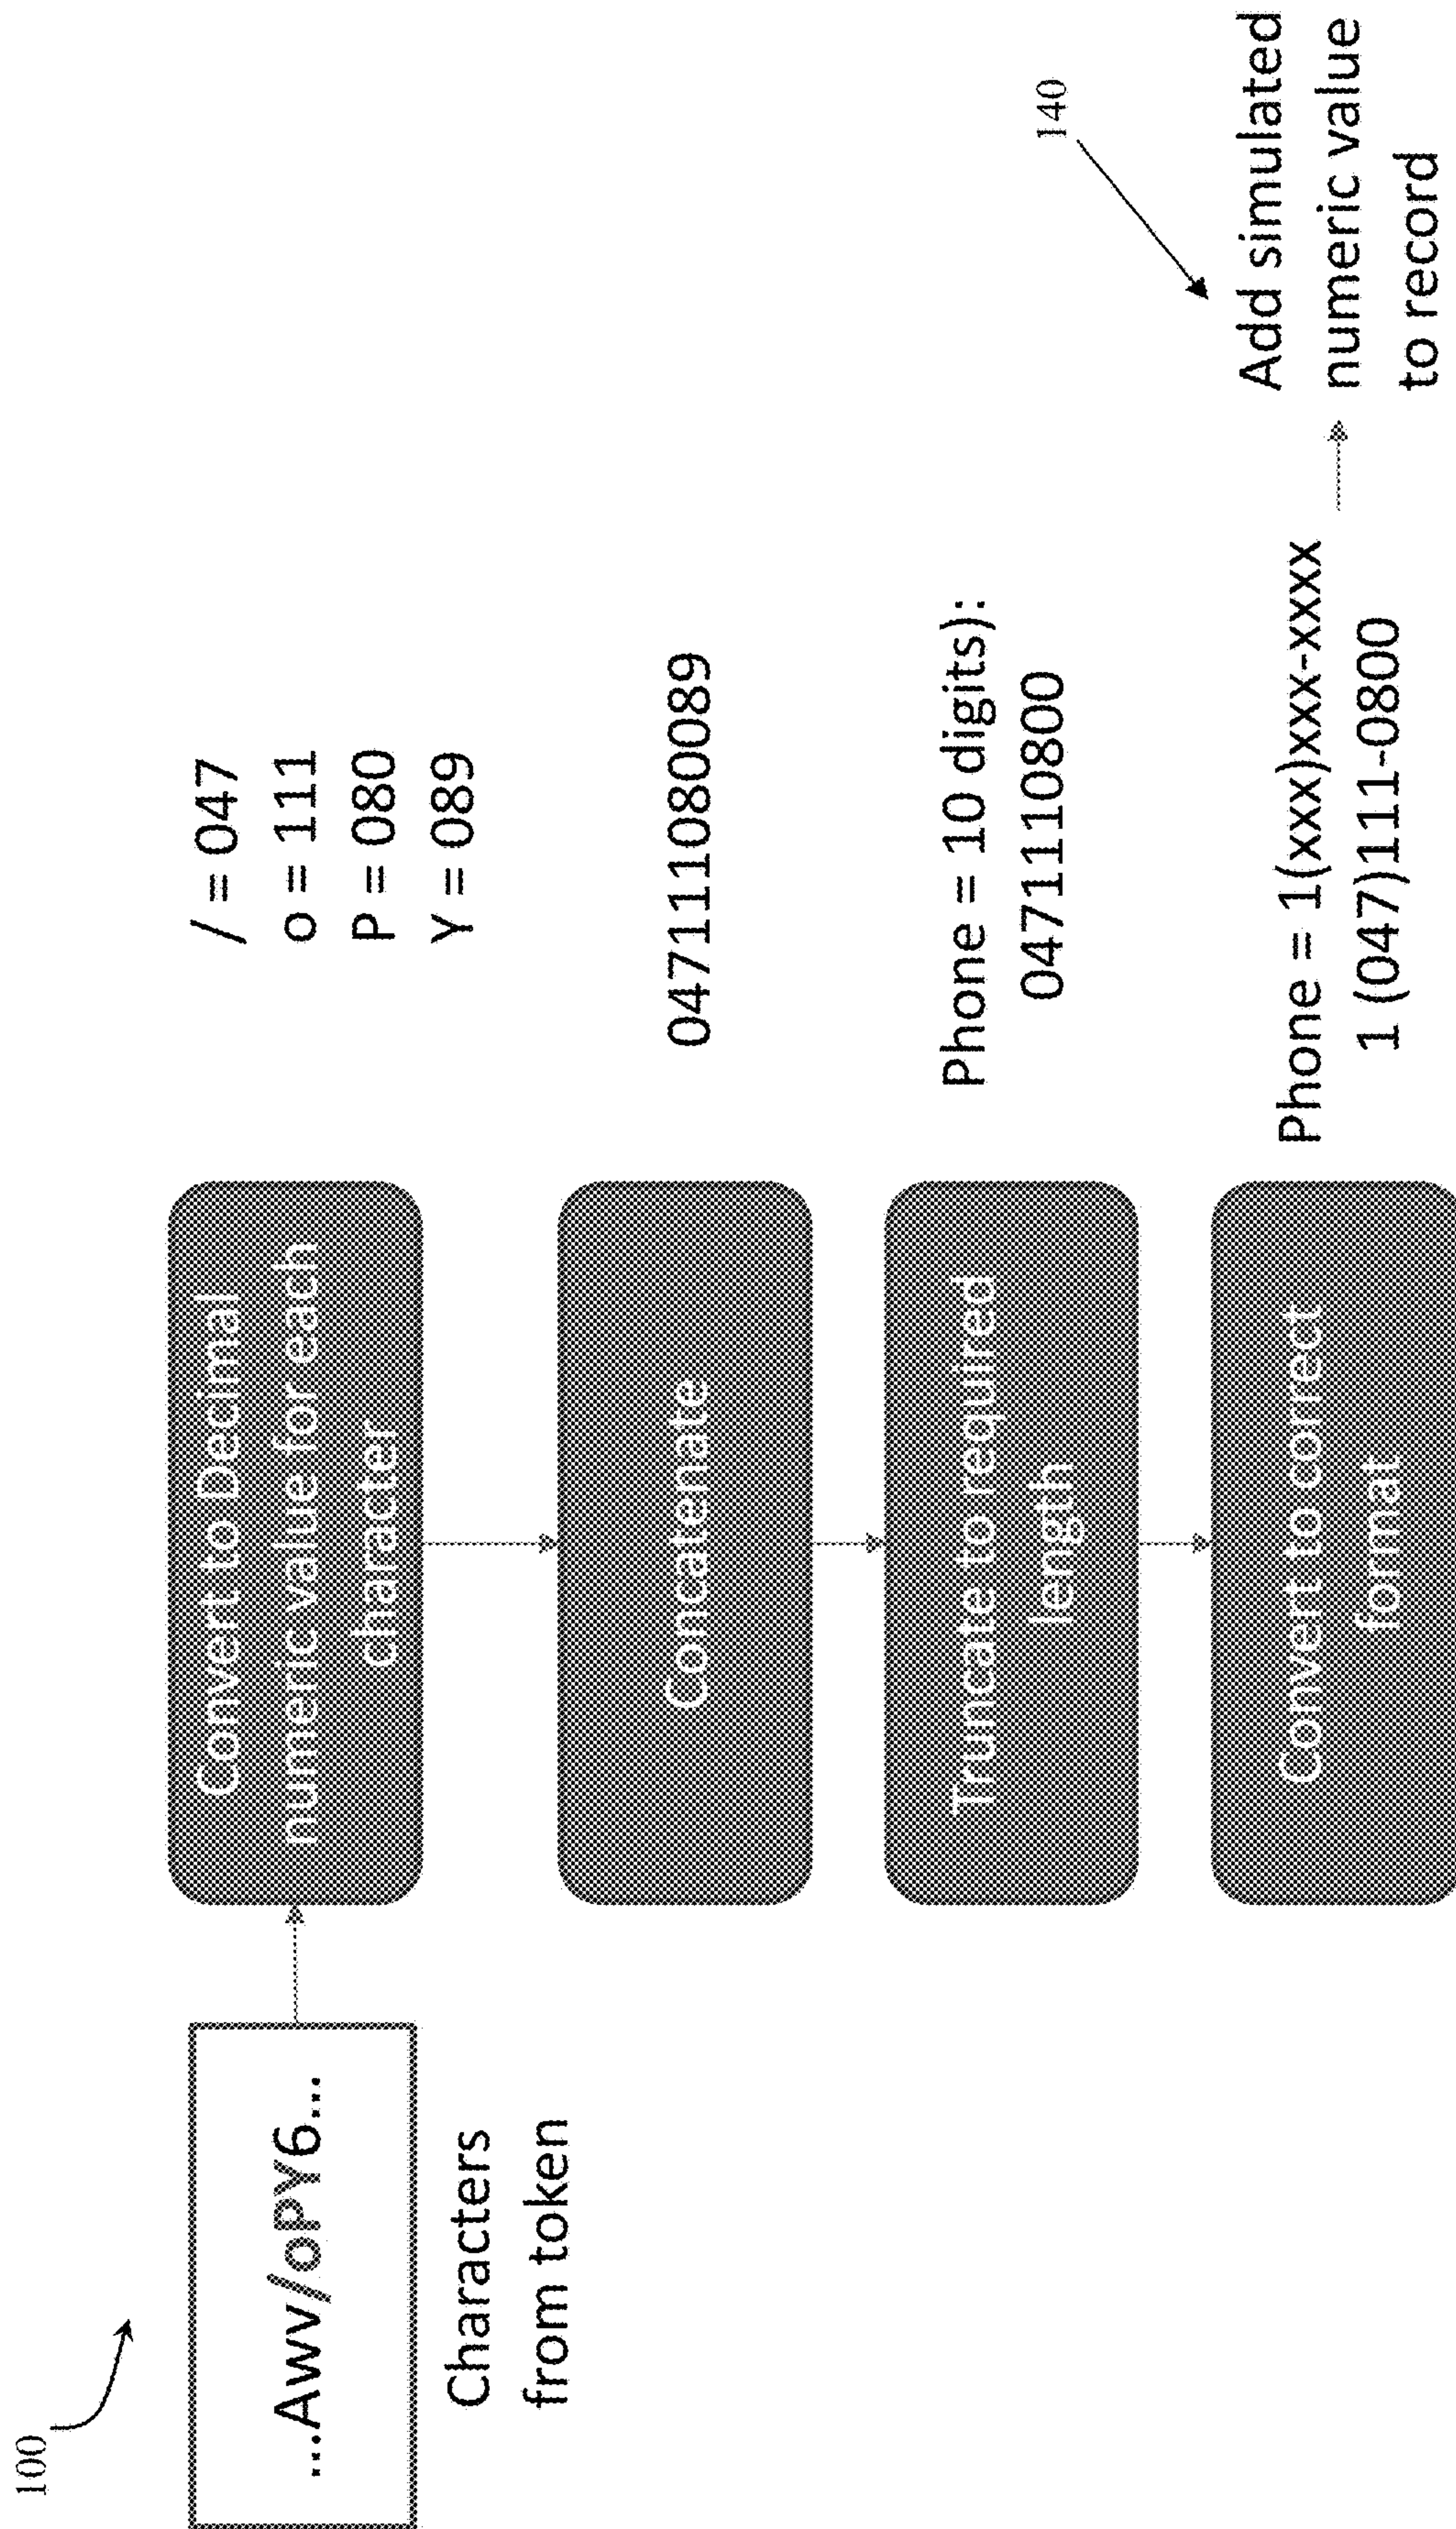 100
...Awv/oPY6...
Characters
from token
Convert to Decimal
numeric value for each
character
/ = 047
o = 111
P = 080
Y = 089
Concatenate
047111080089
Truncate to required
length
Phone = 10 digits):
0471110800
Convert to correct
format
Phone = 1(xxx)xxx-xxxx
1 (047)111-0800
140
Add simulated
numeric value
to record